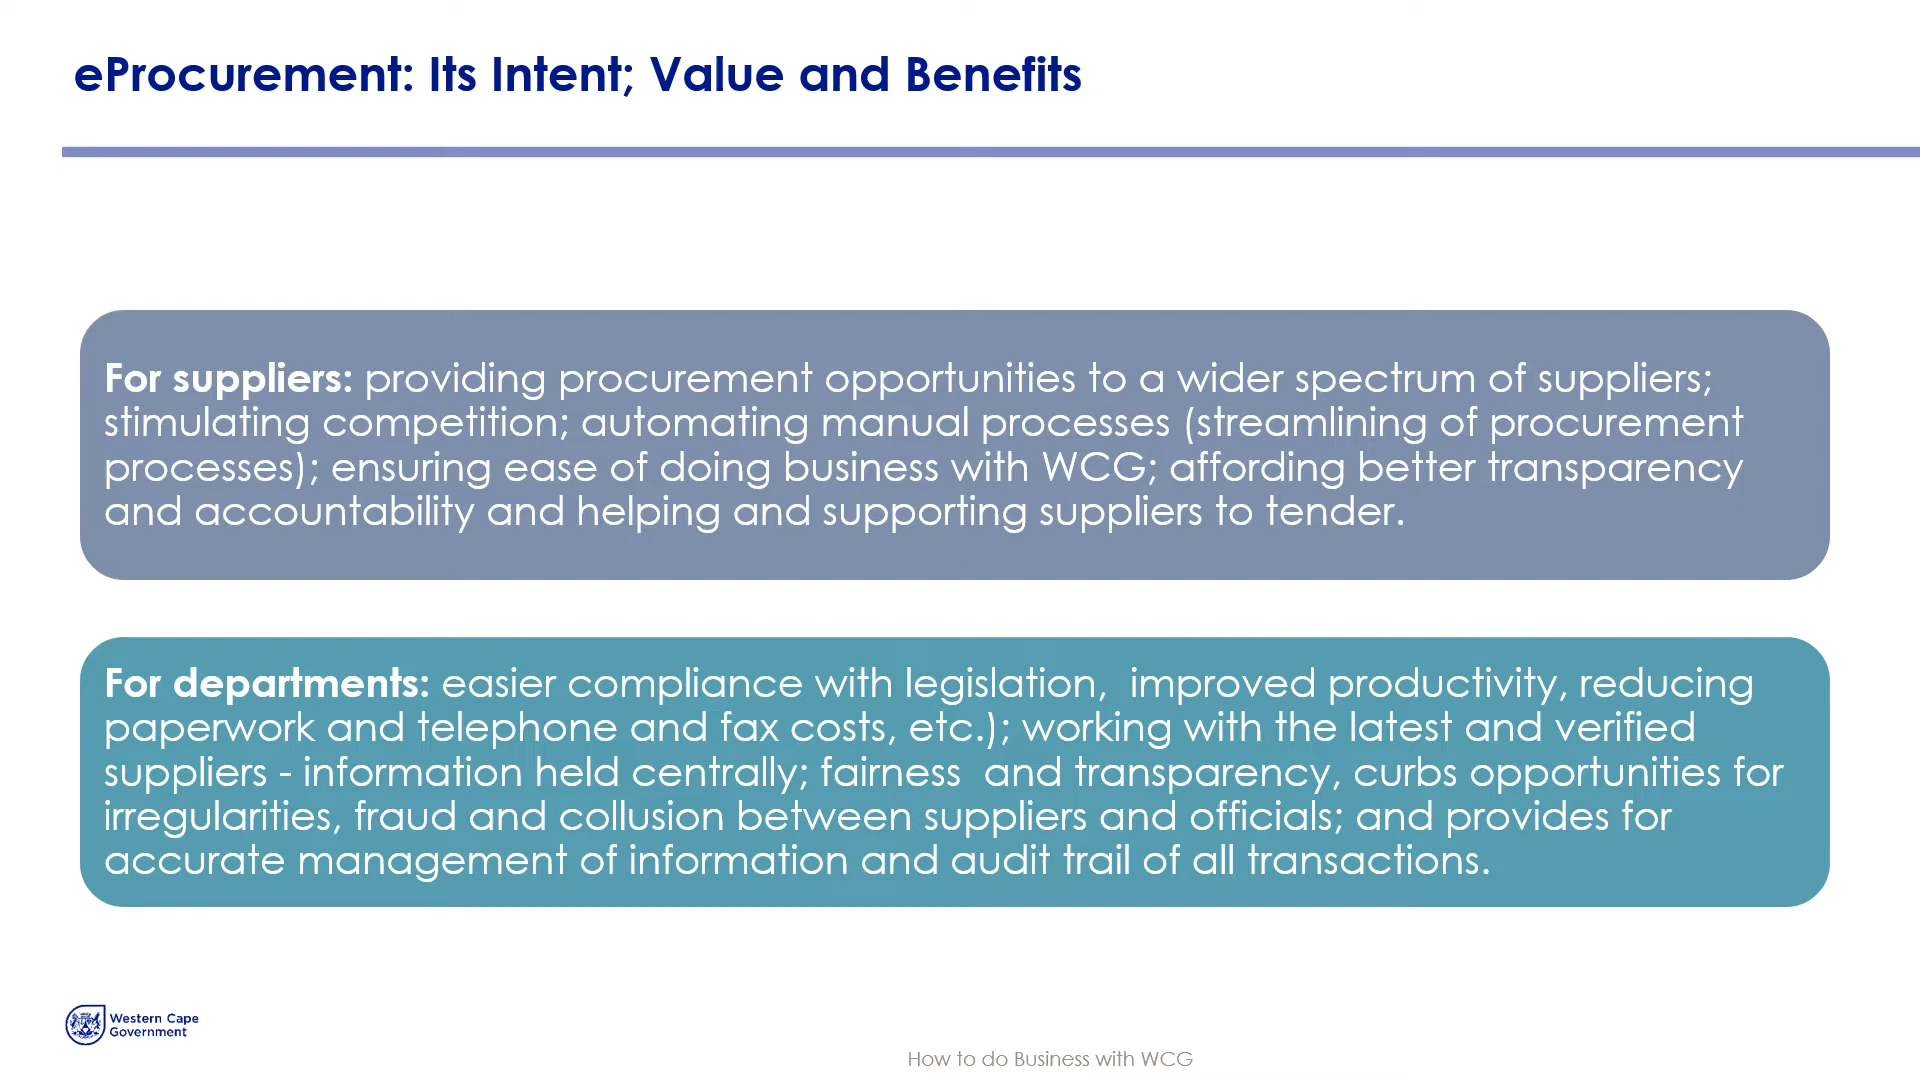 eProcurement: Its Intent; Value and Benefits
For suppliers: providing procurement opportunities to a wider spectrum of suppliers;
stimulating competition; automating manual processes (streamlining of procurement
processes); ensuring ease of doing business with WCG; affording better transparency
and accountability and helping and supporting suppliers to tender.
For departments: easier compliance with legislation,  improved productivity, reducing
paperwork and telephone and fax costs, etc.); working with the latest and verified
suppliers - information held centrally; fairness  and transparency, curbs opportunities for
irregularities, fraud and collusion between suppliers and officials; and provides for
accurate management of information and audit trail of all transactions.
Western Cape
Government
How to do Business with WCG